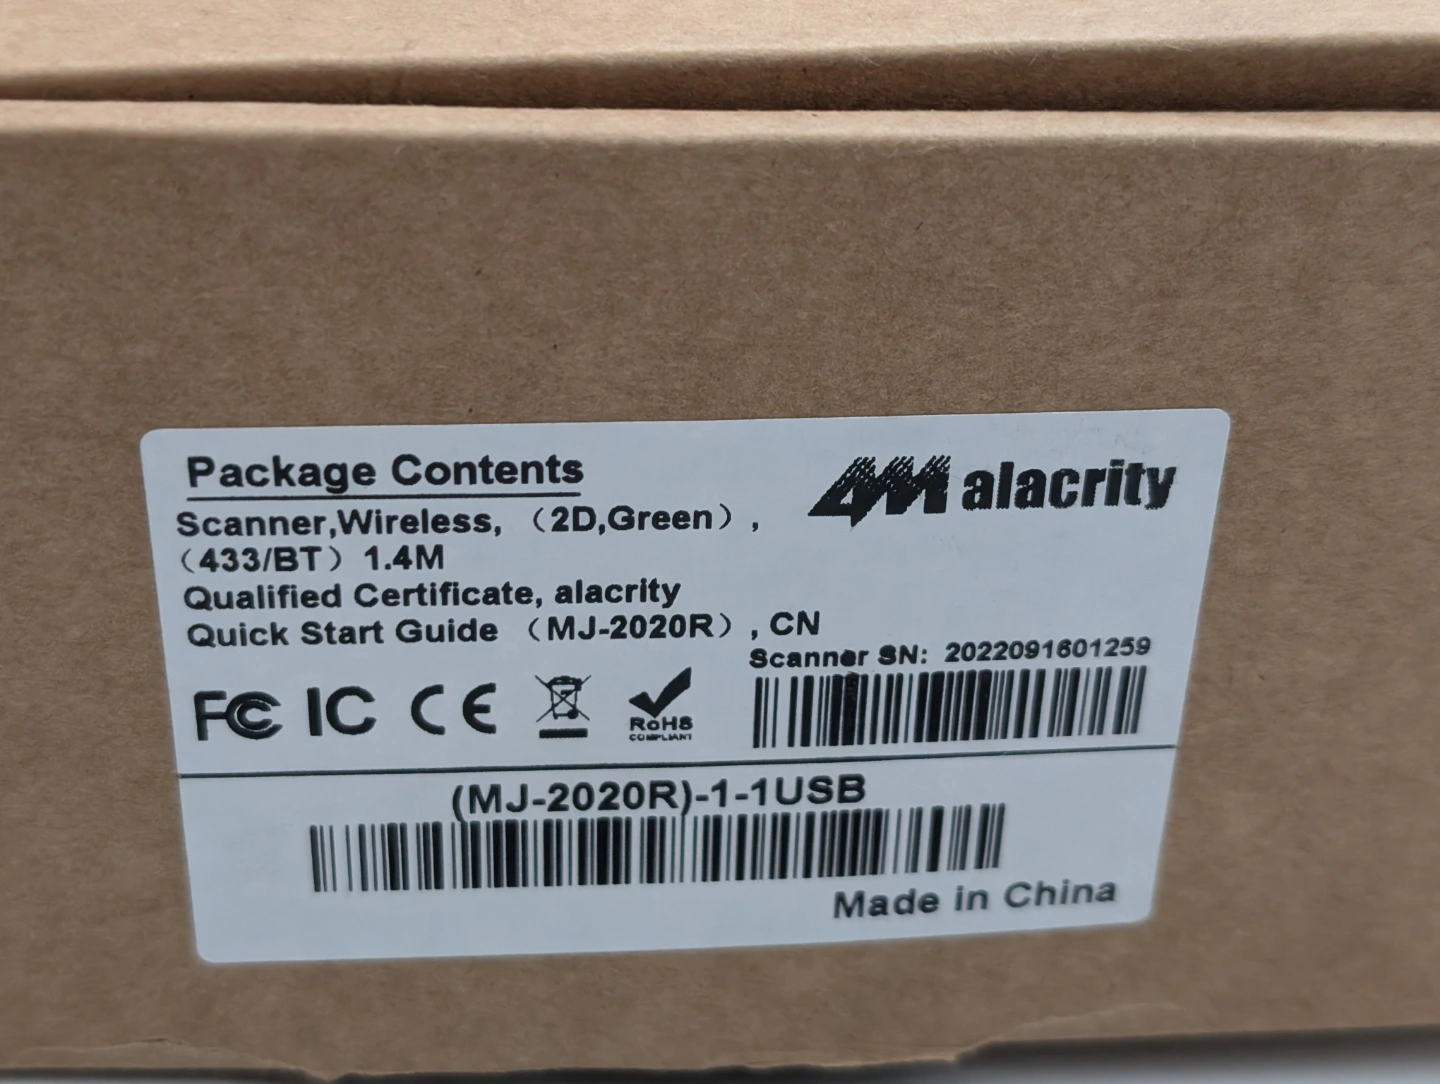 Package Contents
alacrity
Scanner,Wireless, （2D,Green）,
（433/BT）1.4M
Qualified Certificate, alacrity
Quick Start Guide （MJ-2020R）, CN
Scanner SN: 2022091601259
FC IC CE
RoHS
COMPLIANT
(MJ-2020R)-1-1USB
Made in China